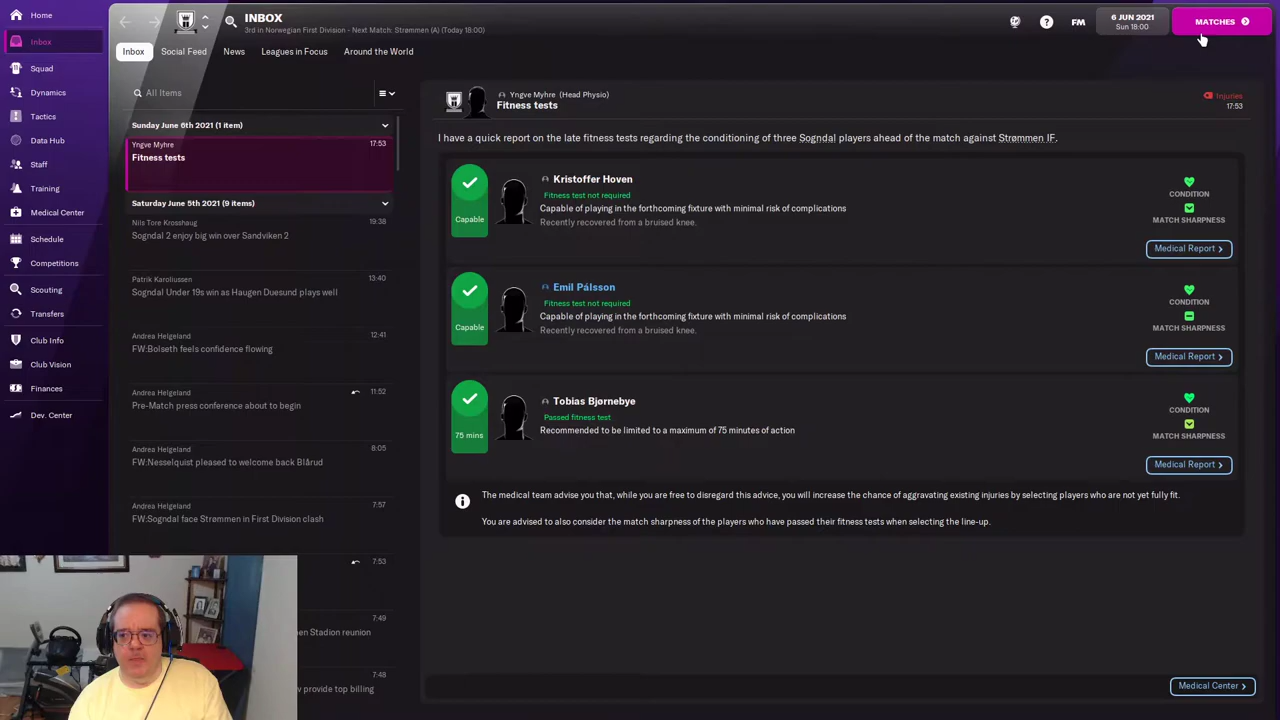 Home
Inbox
Squad
Dynamics
Tactics
Data Hub
Staff
Training
Medical Center
Schedule
Competitions
Scouting
Transfers
Club Info
Club Vision
Finances
Dev. Center
INBOX
3rd in Norwegian First Division - Next Match: Strømmen (A) (Today 18:00)
FM
6 JUN 2021
Sun 18:00
MATCHES
Inbox
Social Feed
News
Leagues in Focus
Around the World
All Items
Sunday June 6th 2021 (1 item)
Yngve Myhre 17:53
Fitness tests
Saturday June 5th 2021 (9 items)
Nils Tore Krosshaug 19:38
Sogndal 2 enjoy big win over Sandviken 2
Patrik Karoliussen 13:40
Sogndal Under 19s win as Haugen Duesund plays well
Andrea Helgeland 12:41
FW:Bolseth feels confidence flowing
Andrea Helgeland 11:52
Pre-Match press conference about to begin
Andrea Helgeland 8:05
FW:Nesselquist pleased to welcome back Blårud
Andrea Helgeland 7:57
FW:Sogndal face Strømmen in First Division clash
7:53
7:49
en Stadion reunion
7:48
provide top billing
Yngve Myhre (Head Physio)
Fitness tests
Injuries
17:53
I have a quick report on the late fitness tests regarding the conditioning of three Sogndal players ahead of the match against Strømmen IF.
Capable
Kristoffer Hoven
Fitness test not required
Capable of playing in the forthcoming fixture with minimal risk of complications
Recently recovered from a bruised knee.
CONDITION
MATCH SHARPNESS
Medical Report
Capable
Emil Pálsson
Fitness test not required
Capable of playing in the forthcoming fixture with minimal risk of complications
Recently recovered from a bruised knee.
CONDITION
MATCH SHARPNESS
Medical Report
75 mins
Tobias Bjørnebye
Passed fitness test
Recommended to be limited to a maximum of 75 minutes of action
CONDITION
MATCH SHARPNESS
Medical Report
The medical team advise you that, while you are free to disregard this advice, you will increase the chance of aggravating existing injuries by selecting players who are not yet fully fit.
You are advised to also consider the match sharpness of the players who have passed their fitness tests when selecting the line-up.
Medical Center